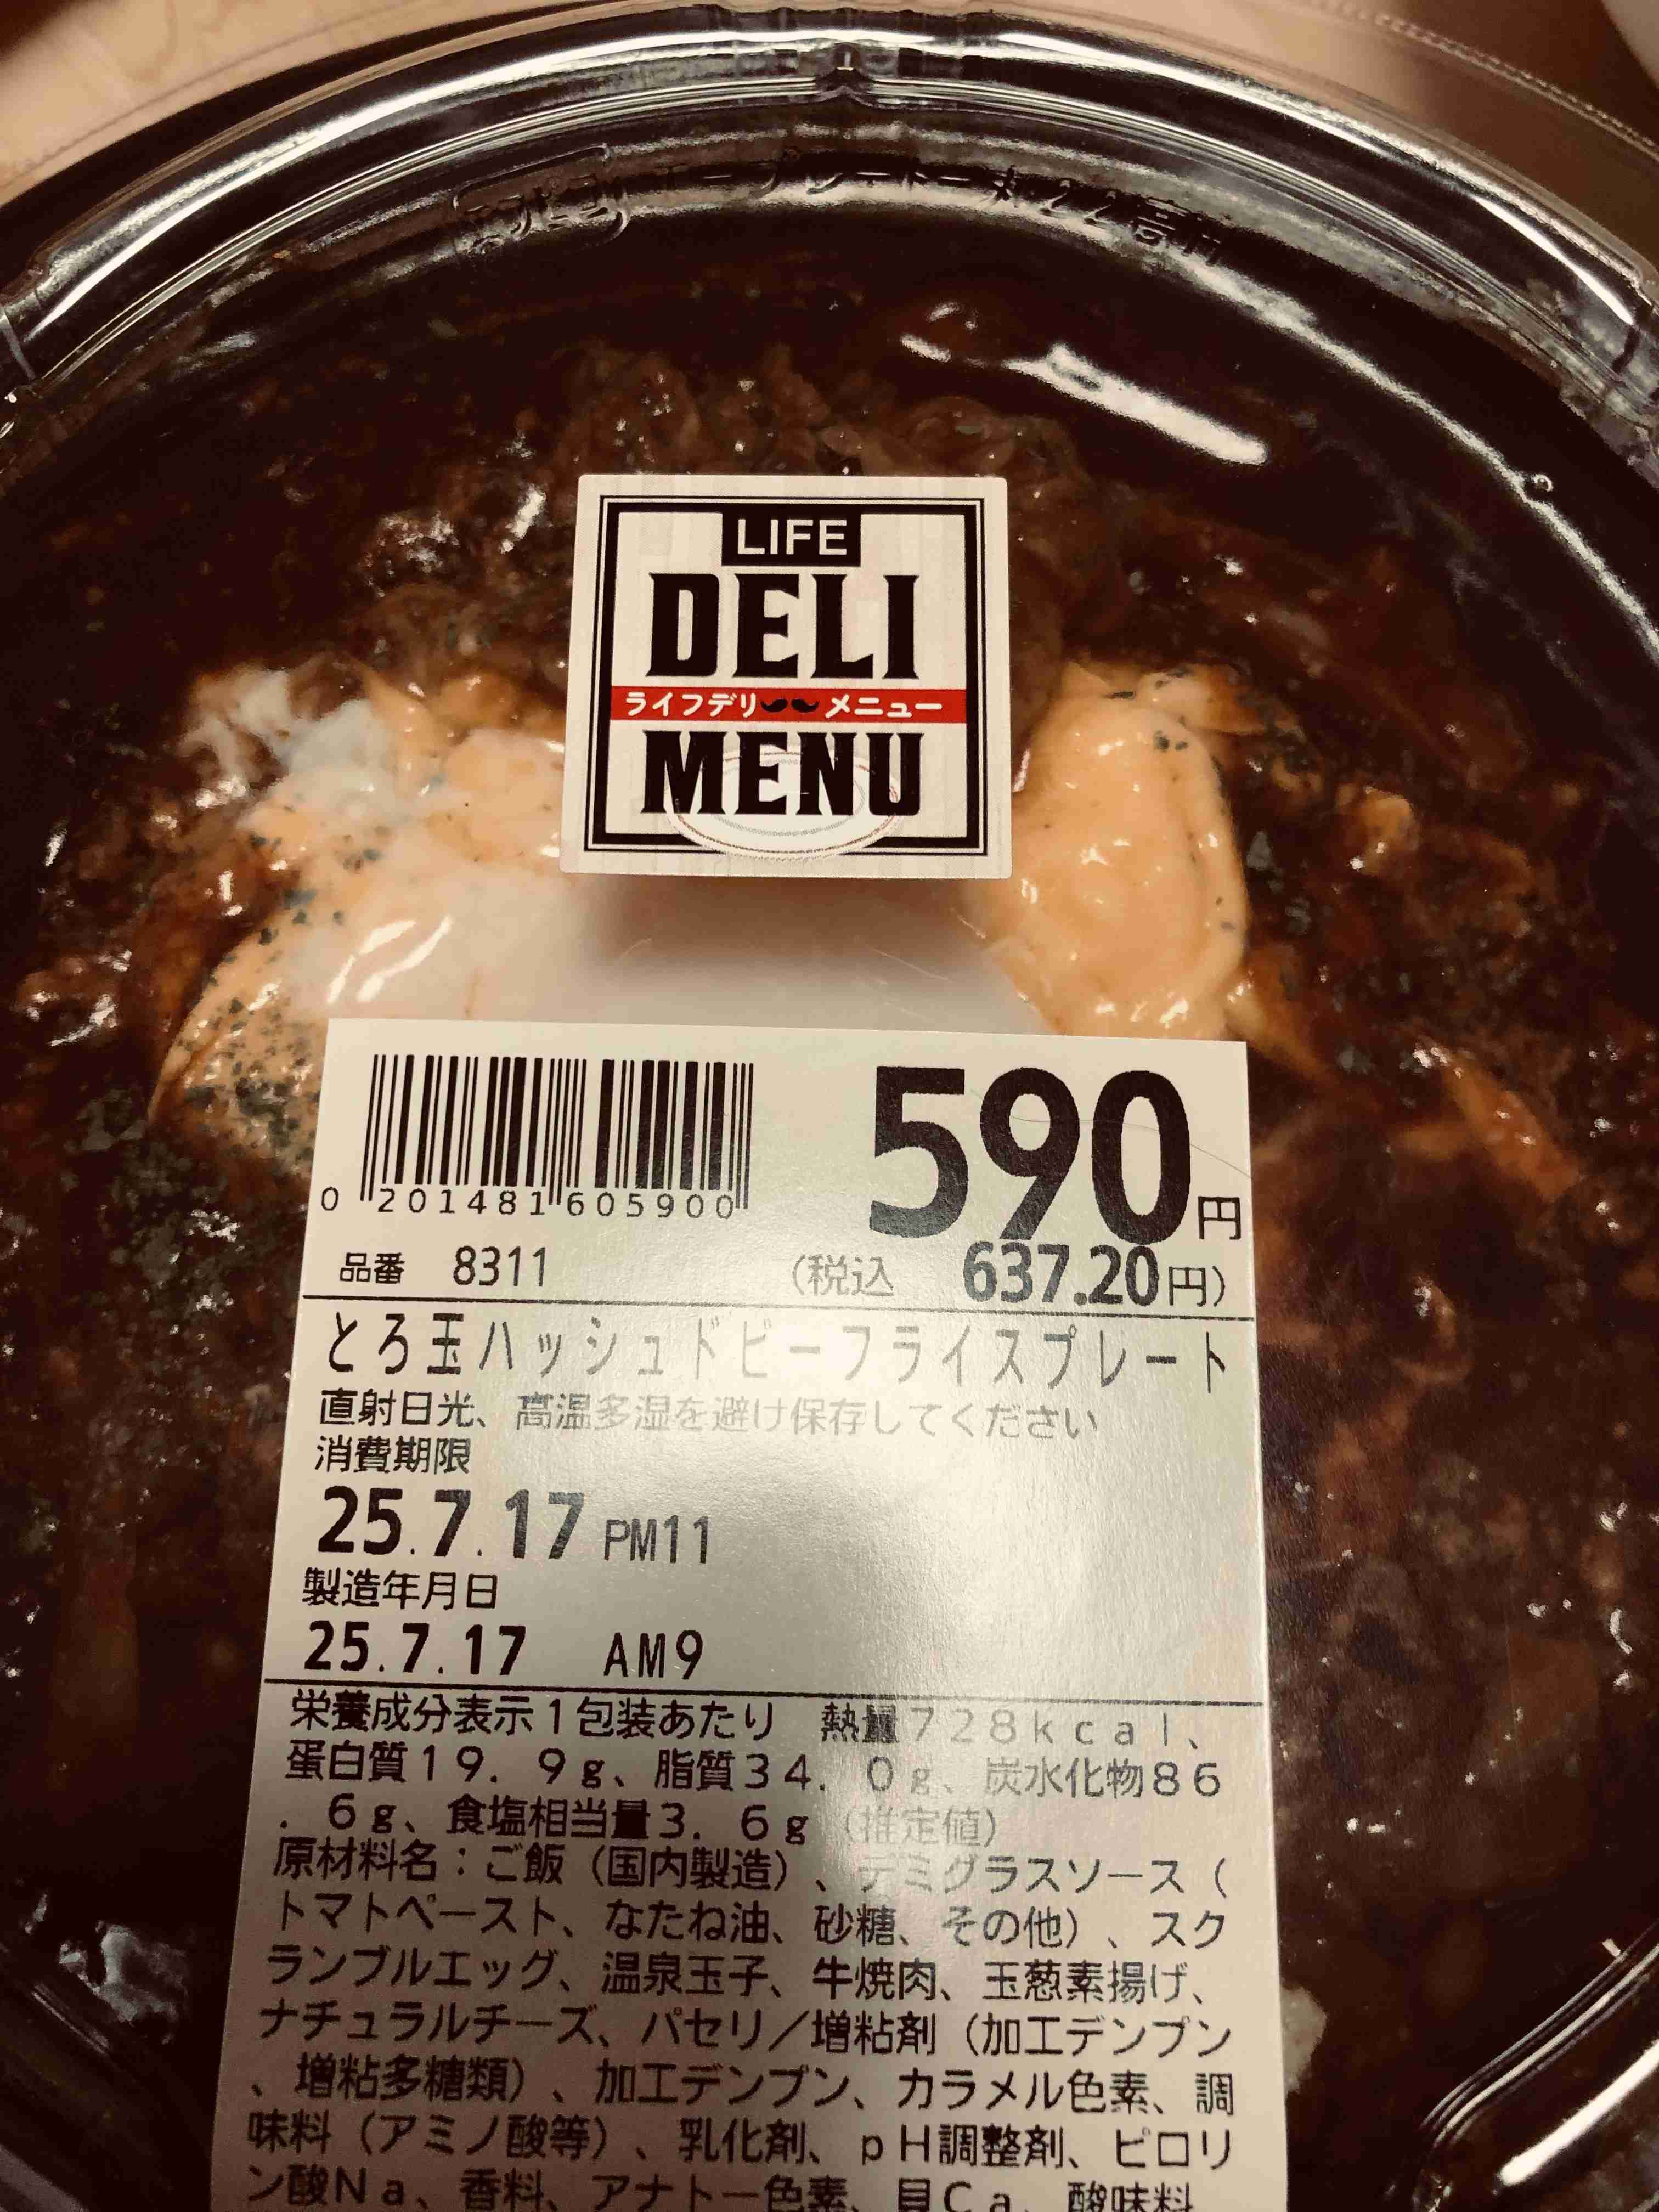 LIFE
DELI
ライフデリ メニュー
MENU
590円
0 201481 605900
品番 8311
(税込 637.20円)
とろ玉ハッシュドビーフライスプレート
直射日光、高温多湿を避け保存してください
消費期限
25.7.17 PM11
製造年月日
25.7.17 AM9
栄養成分表示1包装あたり 熱量728kcal、
蛋白質19.9g、脂質34.0g、炭水化物86
.6g、食塩相当量3.6g(推定値)
原材料名:ご飯(国内製造)、デミグラスソース(
トマトペースト、なたね油、砂糖、その他)、スク
ランブルエッグ、温泉玉子、牛焼肉、玉葱素揚げ、
ナチュラルチーズ、パセリ/増粘剤(加工デンプン
、増粘多糖類)、加工デンプン、カラメル色素、調
味料(アミノ酸等)、乳化剤、pH調整剤、ピロリ
ン酸Na、香料、アナトー色素、貝Ca、酸味料